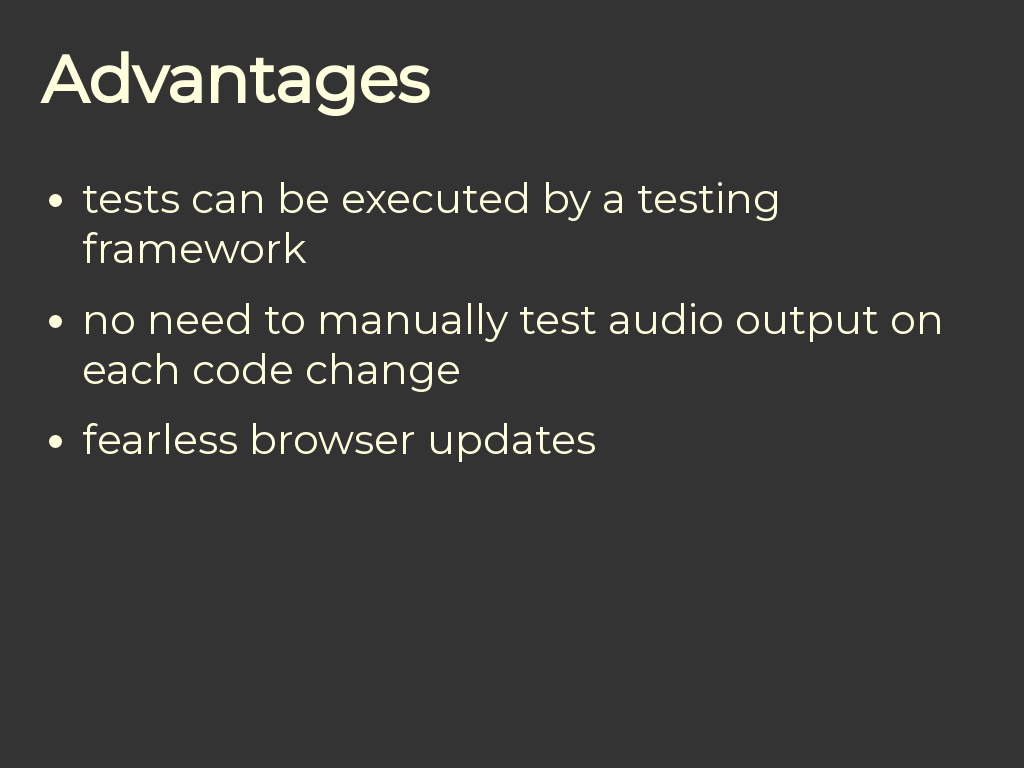 Advantages
• tests can be executed by a testing
framework
• no need to manually test audio output on
each code change
• fearless browser updates